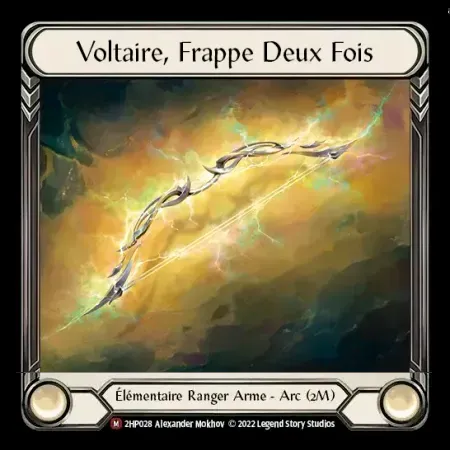 Voltaire, Frappe Deux Fois
Élémentaire Ranger Arme - Arc (2M)
M 2HP028 Alexander Mokhov © 2022 Legend Story Studios